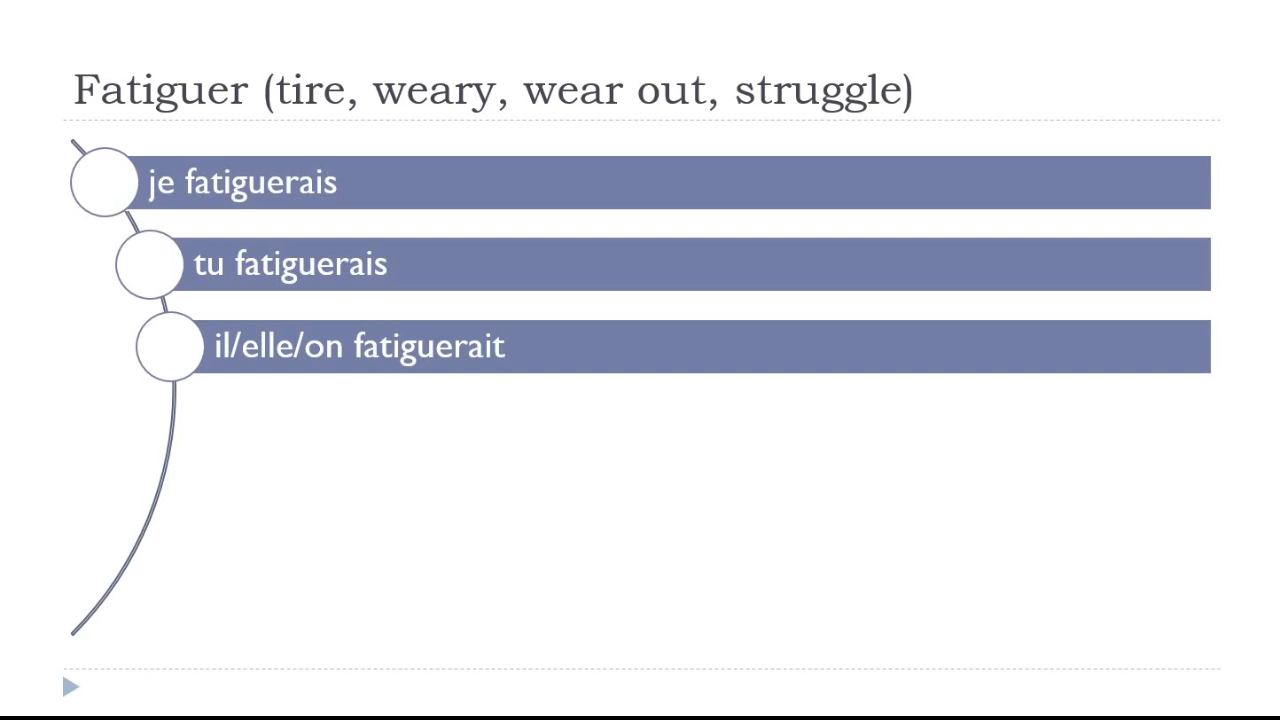 Fatiguer (tire, weary, wear out, struggle)
je fatiguerais
tu fatiguerais
il/elle/on fatiguerait